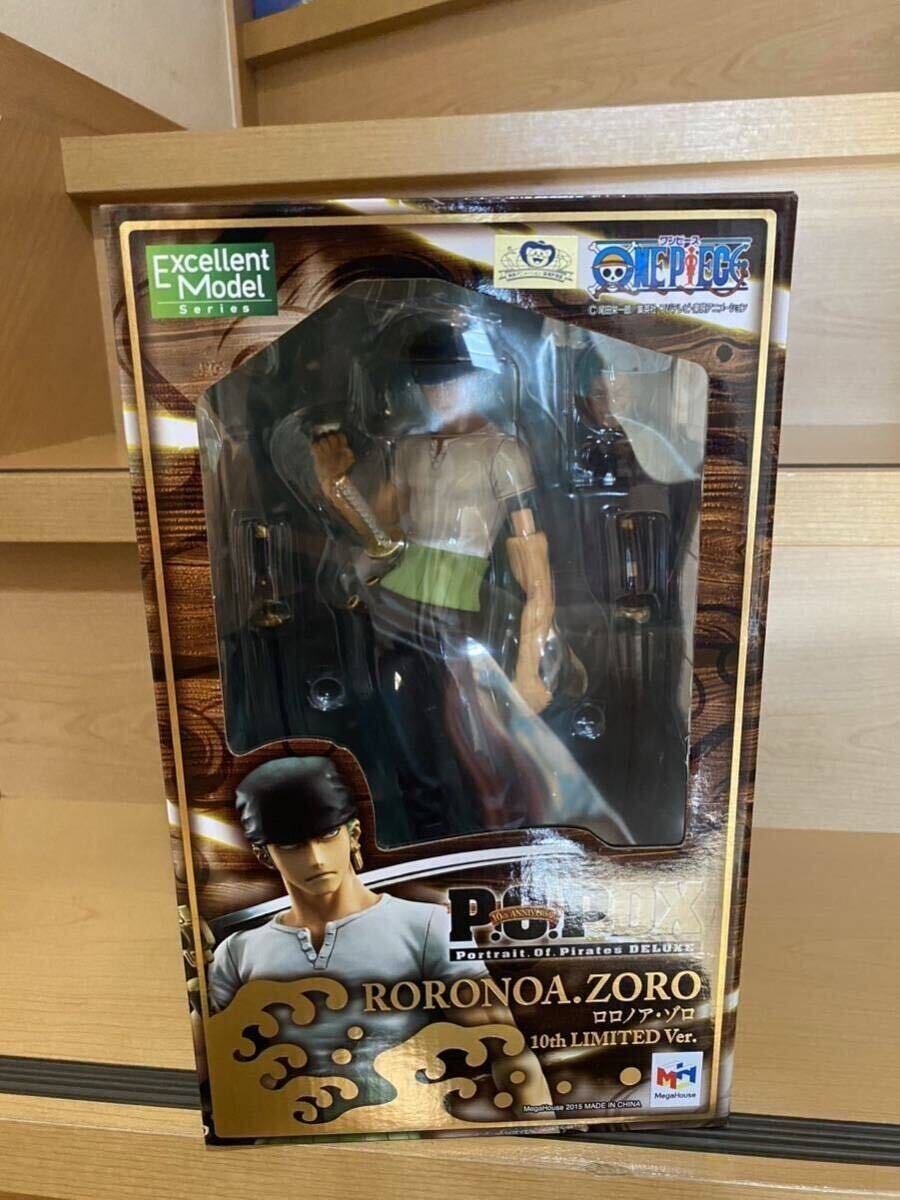 Excellent
Model
Series
ワンピース
ONE PIECE
P.O.P DX
10th ANNIVERSARY
Portrait.Of.Pirates DELUXE
RORONOA.ZORO
ロロノア・ゾロ
10th LIMITED Ver.
MegaHouse
MegaHouse 2015 MADE IN CHINA